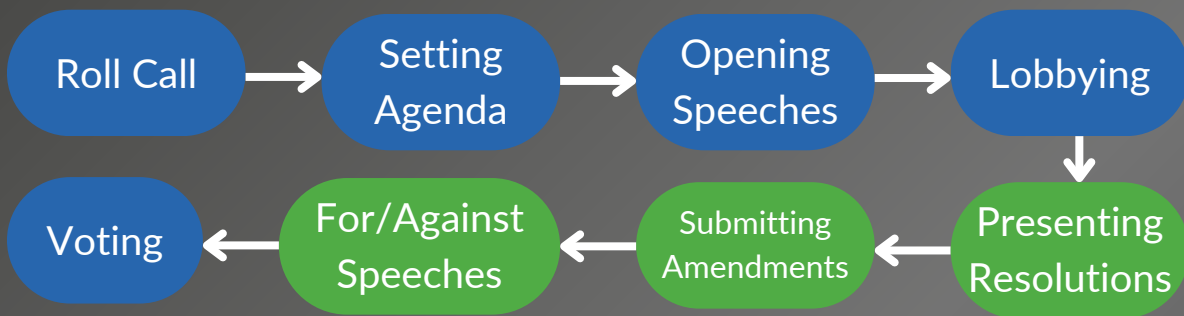 Roll Call
Setting
Agenda
Opening
Speeches
Lobbying
Presenting
Resolutions
Submitting
Amendments
For/Against
Speeches
Voting